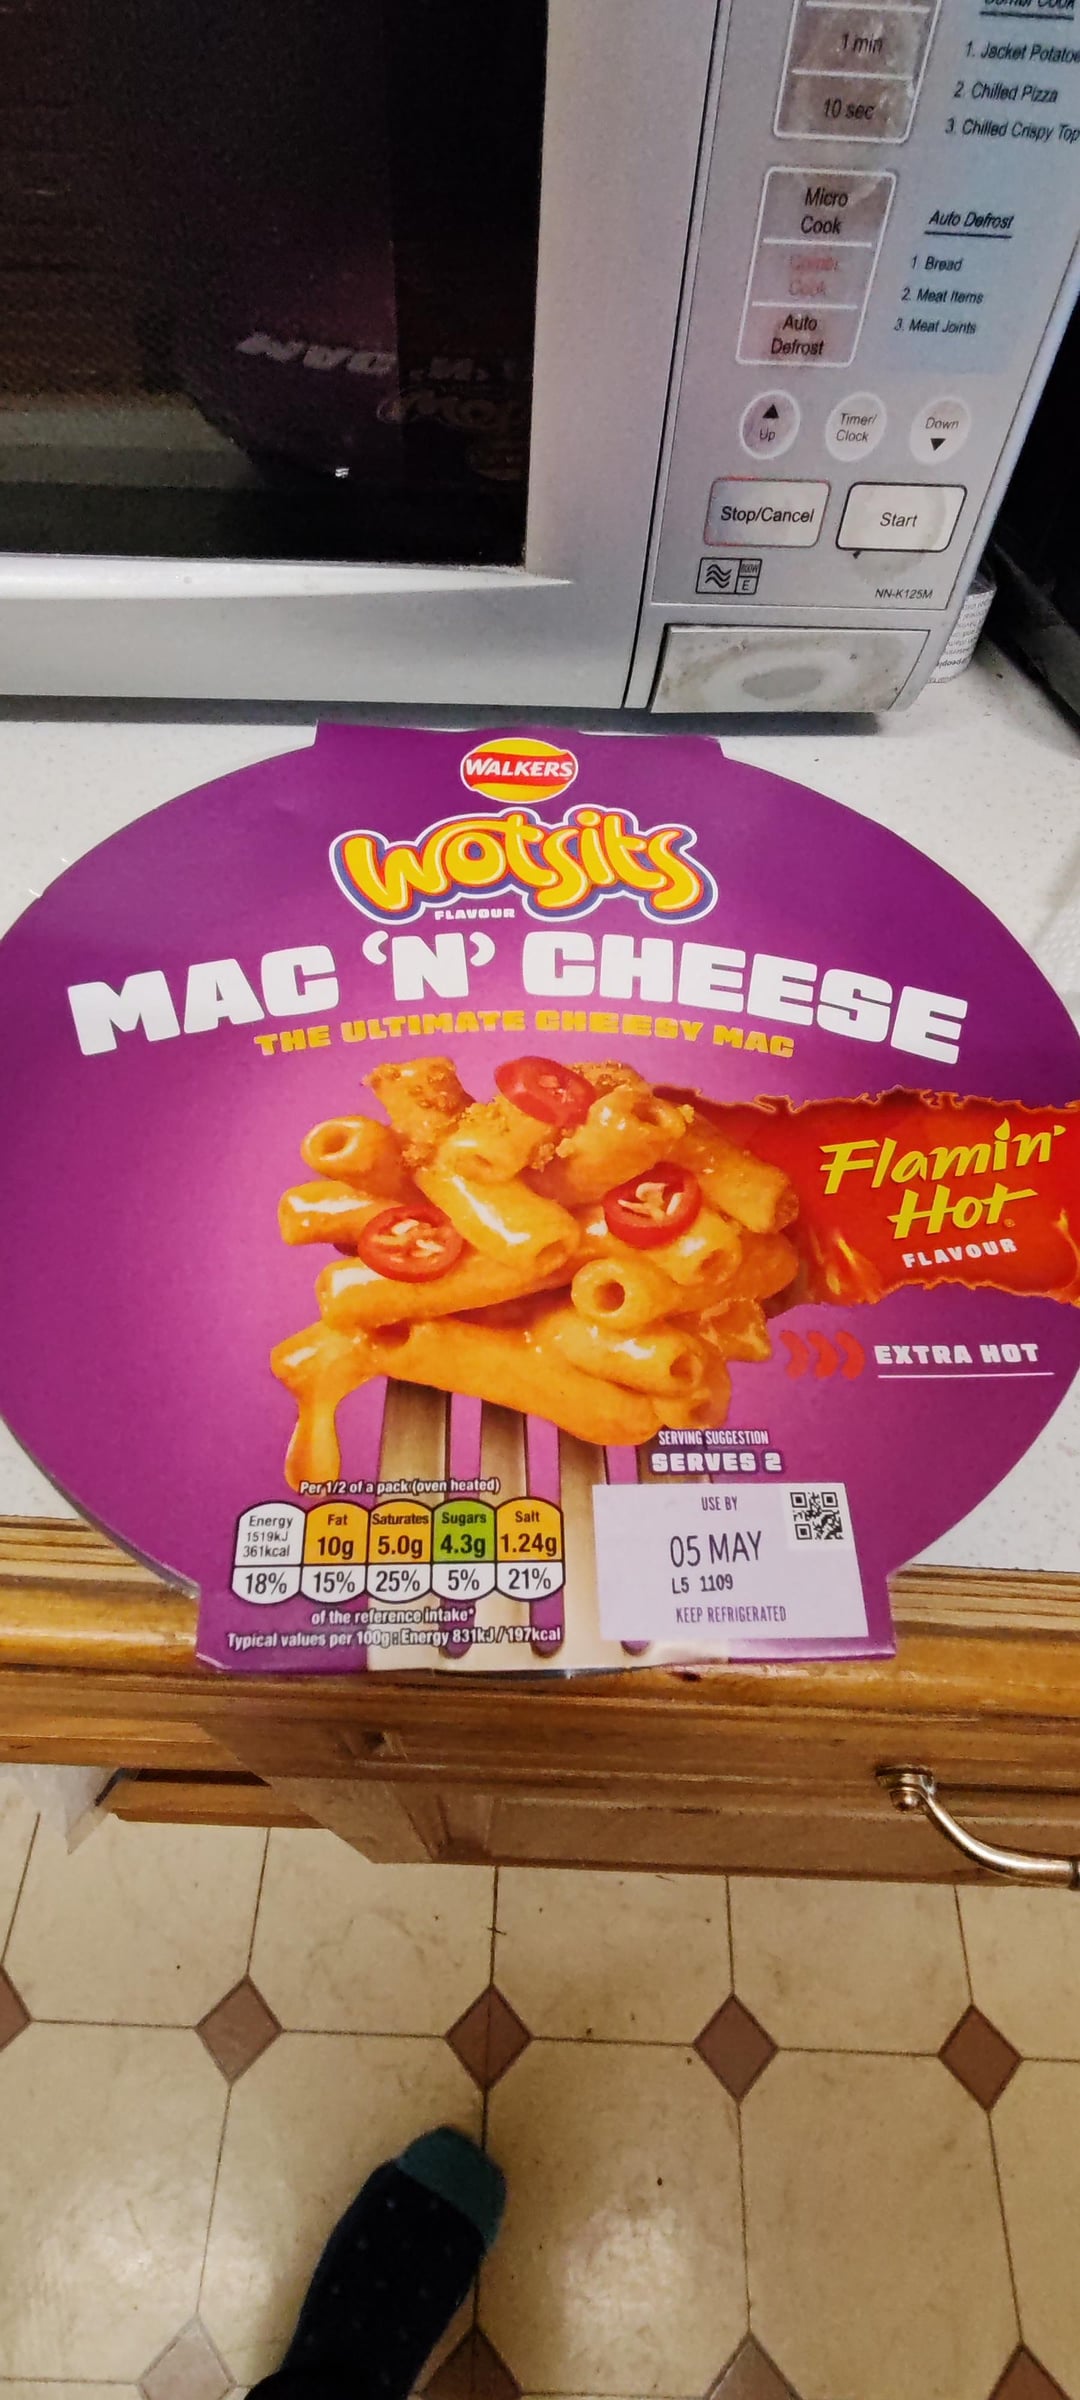 1 min
10 sec
1. Jacket Potatoe
2. Chilled Pizza
3. Chilled Crispy Top
Micro
Cook
Combi
Cook
Auto
Defrost
Auto Defrost
1 Bread
2. Meat Items
3. Meat Joints
Up
Timer/
Clock
Down
Stop/Cancel
Start
E
NN-K125M
WALKERS
Wotsits
FLAVOUR
MAC 'N' CHEESE
THE ULTIMATE CHEESY MAC
Flamin'
Hot
FLAVOUR
EXTRA HOT
SERVING SUGGESTION
SERVES 2
Per 1/2 of a pack (oven heated)
Energy
1519kJ
361kcal
18%
Fat
10g
15%
Saturates
5.0g
25%
Sugars
4.3g
5%
Salt
1.24g
21%
of the reference intake*
Typical values per 100g: Energy 831kJ/197kcal
USE BY
05 MAY
L5 1109
KEEP REFRIGERATED